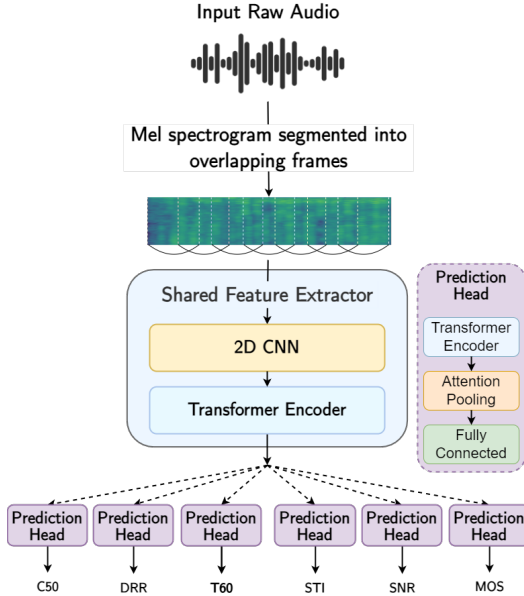 Input Raw Audio
Mel spectrogram segmented into
overlapping frames
Shared Feature Extractor
2D CNN
Transformer Encoder
Prediction
Head
Transformer
Encoder
Attention
Pooling
Fully
Connected
Prediction
Head
Prediction
Head
Prediction
Head
Prediction
Head
Prediction
Head
Prediction
Head
C50
DRR
T60
STI
SNR
MOS